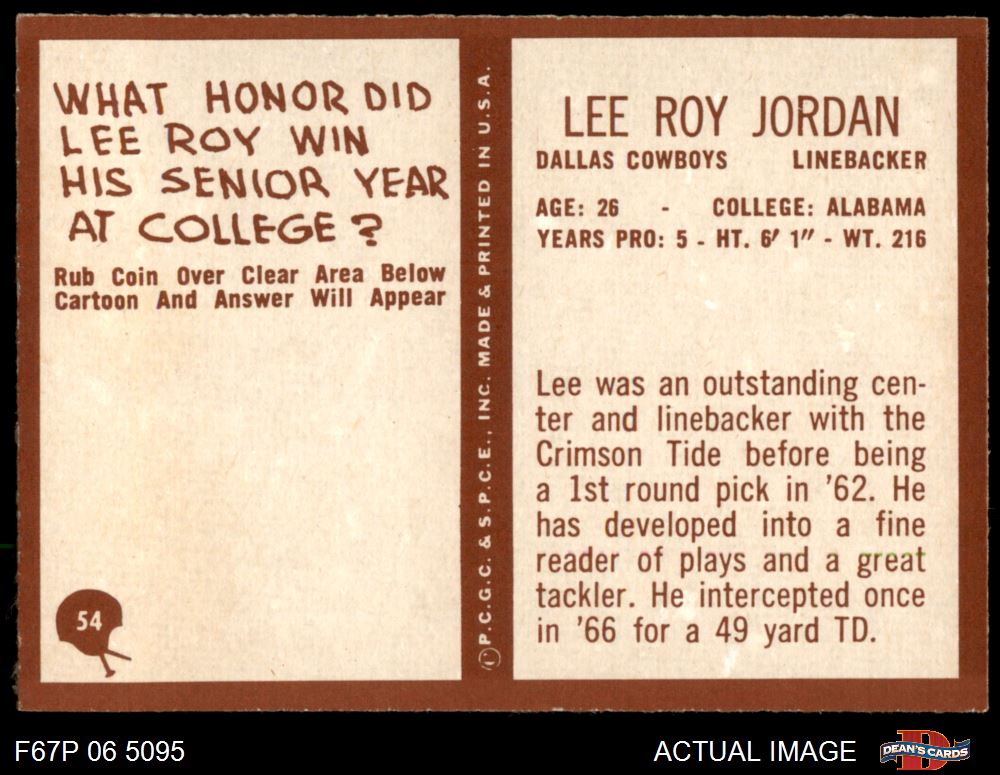 WHAT HONOR DID
LEE ROY WIN
HIS SENIOR YEAR
AT COLLEGE?
Rub Coin Over Clear Area Below
Cartoon And Answer Will Appear
54
© P.C.G.C. & S.P.C.E., INC. MADE & PRINTED IN U.S.A.
LEE ROY JORDAN
DALLAS COWBOYS LINEBACKER
AGE: 26 - COLLEGE: ALABAMA
YEARS PRO: 5 - HT. 6' 1" - WT. 216
Lee was an outstanding cen-
ter and linebacker with the
Crimson Tide before being
a 1st round pick in '62. He
has developed into a fine
reader of plays and a great
tackler. He intercepted once
in '66 for a 49 yard TD.
F67P 06 5095
ACTUAL IMAGE
D
DEAN'S CARDS